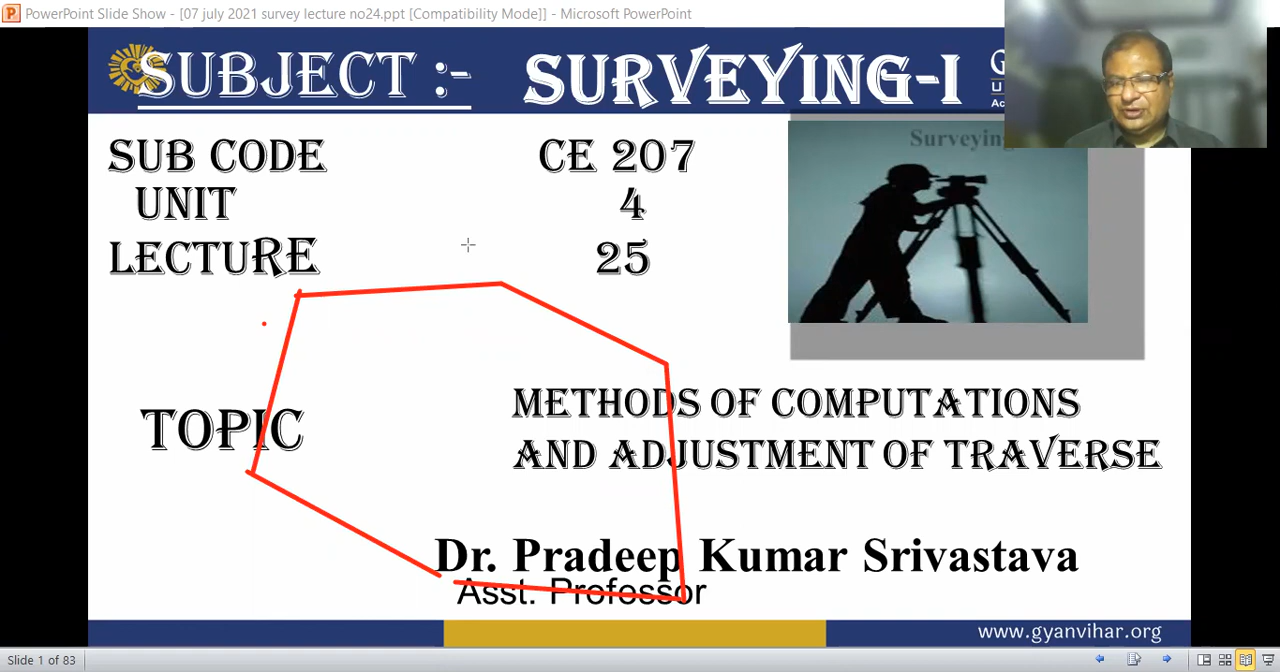 PowerPoint Slide Show - [07 july 2021 survey lecture no24.ppt [Compatibility Mode]] - Microsoft PowerPoint
SUBJECT :- SURVEYING-I
G
U
Ac
SUB CODE CE 207
Surveying
UNIT 4
LECTURE 25
TOPIC METHODS OF COMPUTATIONS
AND ADJUSTMENT OF TRAVERSE
Dr. Pradeep Kumar Srivastava
Asst. Professor
www.gyanvihar.org
Slide 1 of 83